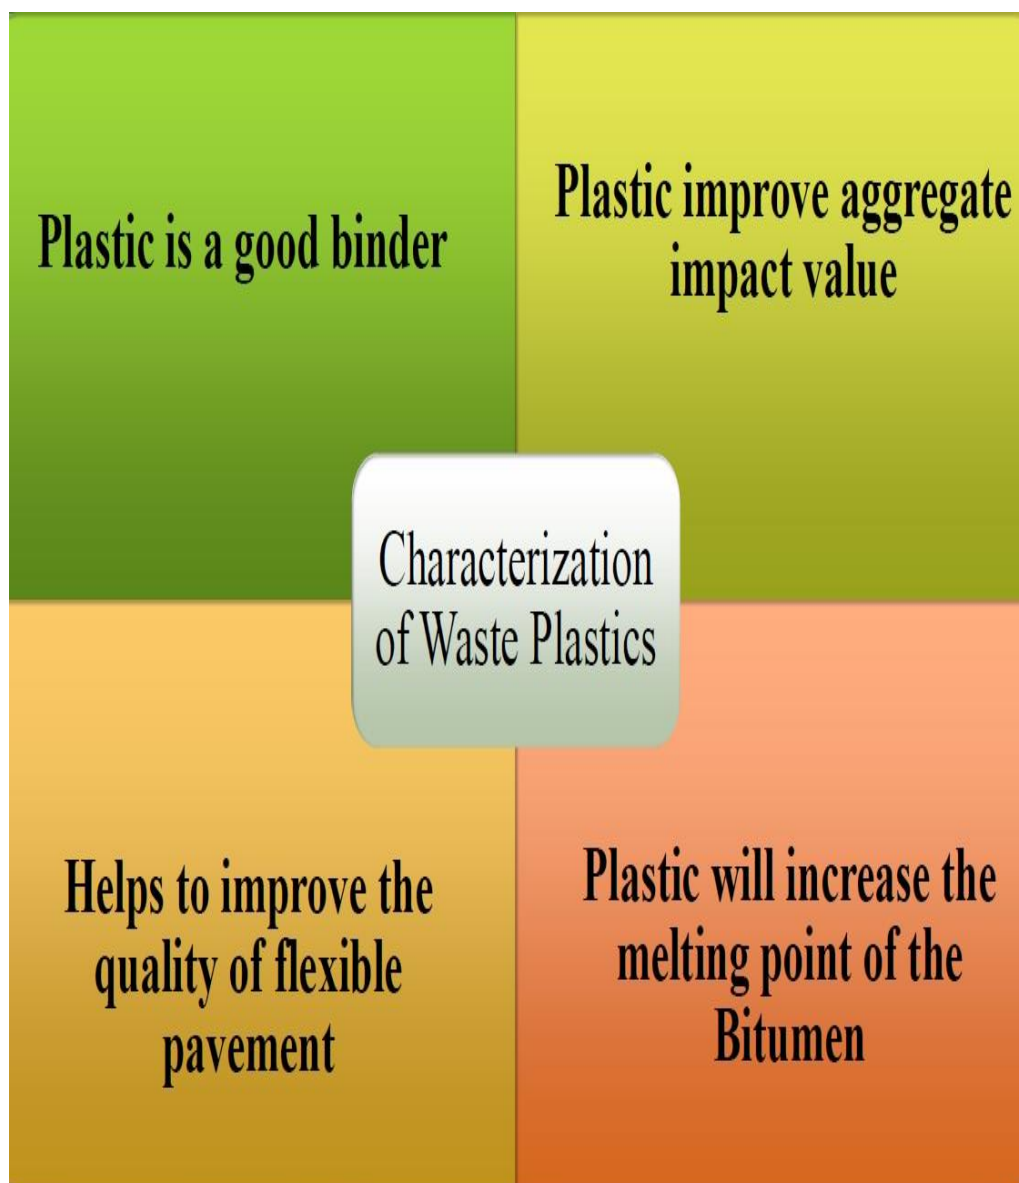 Plastic is a good binder
Plastic improve aggregate
impact value
Characterization
of Waste Plastics
Helps to improve the
quality of flexible
pavement
Plastic will increase the
melting point of the
Bitumen